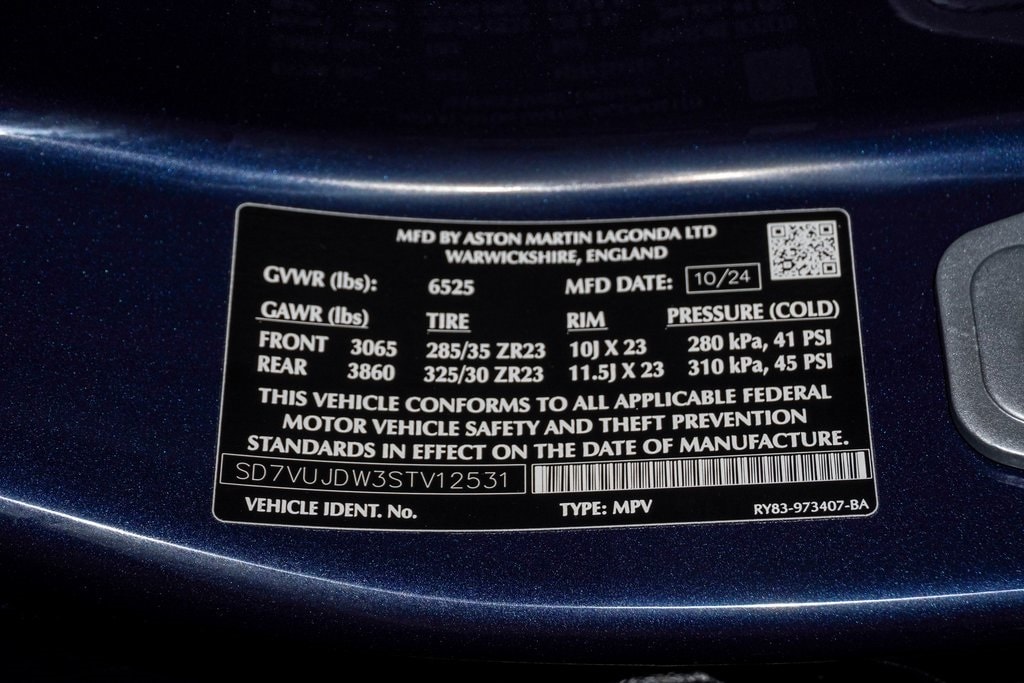 MFD BY ASTON MARTIN LAGONDA LTD
WARWICKSHIRE, ENGLAND
GVWR (lbs): 6525 MFD DATE: 10/24
GAWR (lbs) TIRE RIM PRESSURE (COLD)
FRONT 3065 285/35 ZR23 10J X 23 280 kPa, 41 PSI
REAR 3860 325/30 ZR23 11.5J X 23 310 kPa, 45 PSI
THIS VEHICLE CONFORMS TO ALL APPLICABLE FEDERAL
MOTOR VEHICLE SAFETY AND THEFT PREVENTION
STANDARDS IN EFFECT ON THE DATE OF MANUFACTURE.
SD7VUJDW3STV12531
VEHICLE IDENT. No. TYPE: MPV RY83-973407-BA